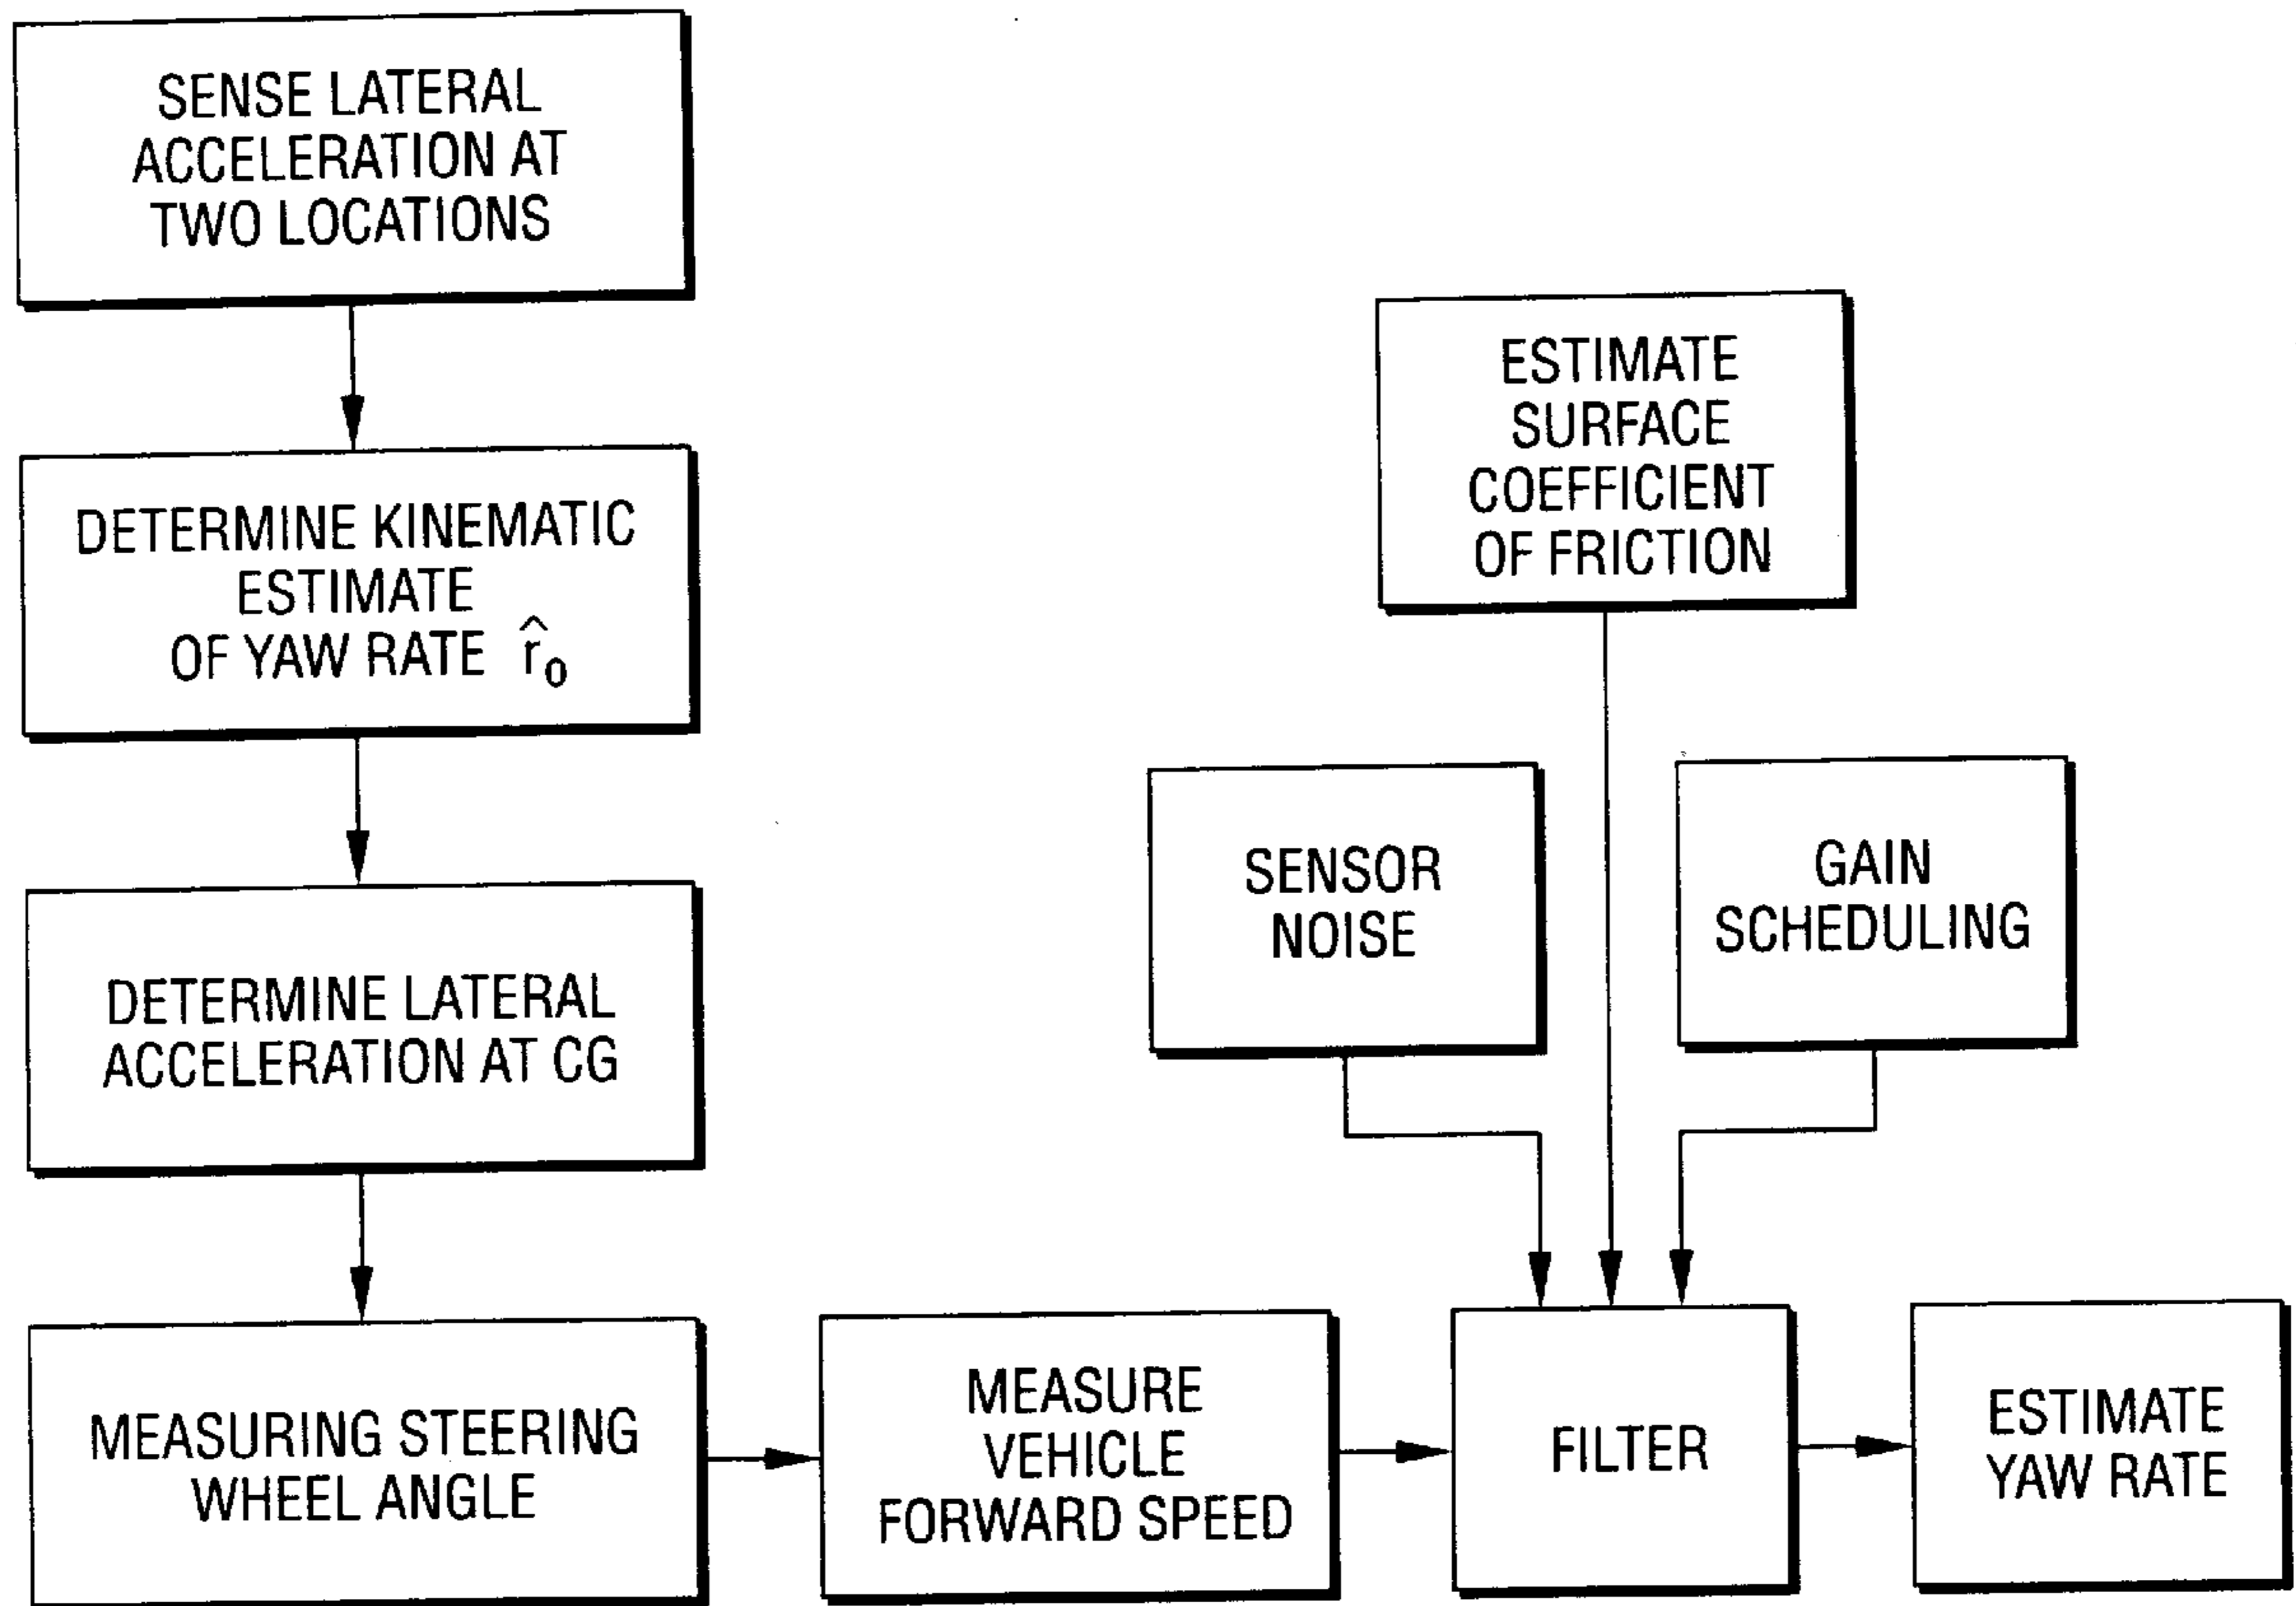 SENSE LATERAL
ACCELERATION AT
TWO LOCATIONS
DETERMINE KINEMATIC
ESTIMATE
OF YAW RATE r̂₀
DETERMINE LATERAL
ACCELERATION AT CG
MEASURING STEERING
WHEEL ANGLE
MEASURE
VEHICLE
FORWARD SPEED
ESTIMATE
SURFACE
COEFFICIENT
OF FRICTION
SENSOR
NOISE
GAIN
SCHEDULING
FILTER
ESTIMATE
YAW RATE